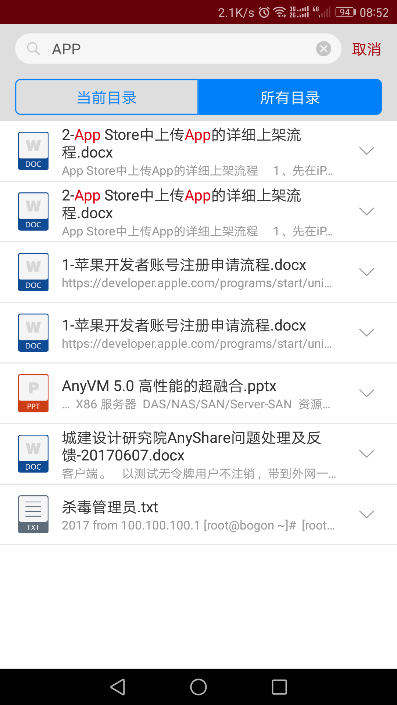 2.1K/s 94 08:52
APP 取消
当前目录 所有目录
2-App Store中上传App的详细上架流
程.docx
App Store中上传App的详细上架流程 1、先在iP...
DOC
2-App Store中上传App的详细上架流
程.docx
App Store中上传App的详细上架流程 1、先在iP...
DOC
1-苹果开发者账号注册申请流程.docx
https://developer.apple.com/programs/start/uni...
DOC
1-苹果开发者账号注册申请流程.docx
https://developer.apple.com/programs/start/uni...
DOC
AnyVM 5.0 高性能的超融合.pptx
... X86 服务器 DAS/NAS/SAN/Server-SAN 资源...
PPT
城建设计研究院AnyShare问题处理及反
馈-20170607.docx
客户端。 以测试无令牌用户不注销，带到外网一...
DOC
杀毒管理员.txt
2017 from 100.100.100.1 [root@bogon ~]# [root...
TXT